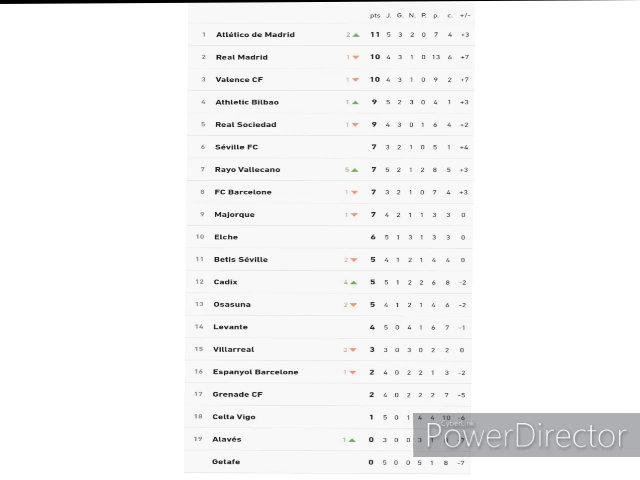 pts J. G. N. P. p. c. +/-
1 Atlético de Madrid 2 11 5 3 2 0 7 4 +3
2 Real Madrid 1 10 4 3 1 0 13 6 +7
3 Valence CF 1 10 4 3 1 0 9 2 +7
4 Athletic Bilbao 1 9 5 2 3 0 4 1 +3
5 Real Sociedad 1 9 4 3 0 1 6 4 +2
6 Séville FC 7 3 2 1 0 5 1 +4
7 Rayo Vallecano 5 7 5 2 1 2 8 5 +3
8 FC Barcelone 1 7 3 2 1 0 7 4 +3
9 Majorque 1 7 4 2 1 1 3 3 0
10 Elche 6 5 1 3 1 3 3 0
11 Betis Séville 2 5 4 1 2 1 4 4 0
12 Cadix 4 5 5 1 2 2 6 8 -2
13 Osasuna 2 5 4 1 2 1 4 6 -2
14 Levante 4 5 0 4 1 6 7 -1
15 Villarreal 2 3 3 0 3 0 2 2 0
16 Espanyol Barcelone 1 2 4 0 2 2 1 3 -2
17 Grenade CF 2 4 0 2 2 2 7 -5
18 Celta Vigo 1 5 0 1 4 4 10 -6
19 Alavés 1 0 3 0 0 3 1
Getafe 0 5 0 0 5 1 8 -7
CyberLink
PowerDirector